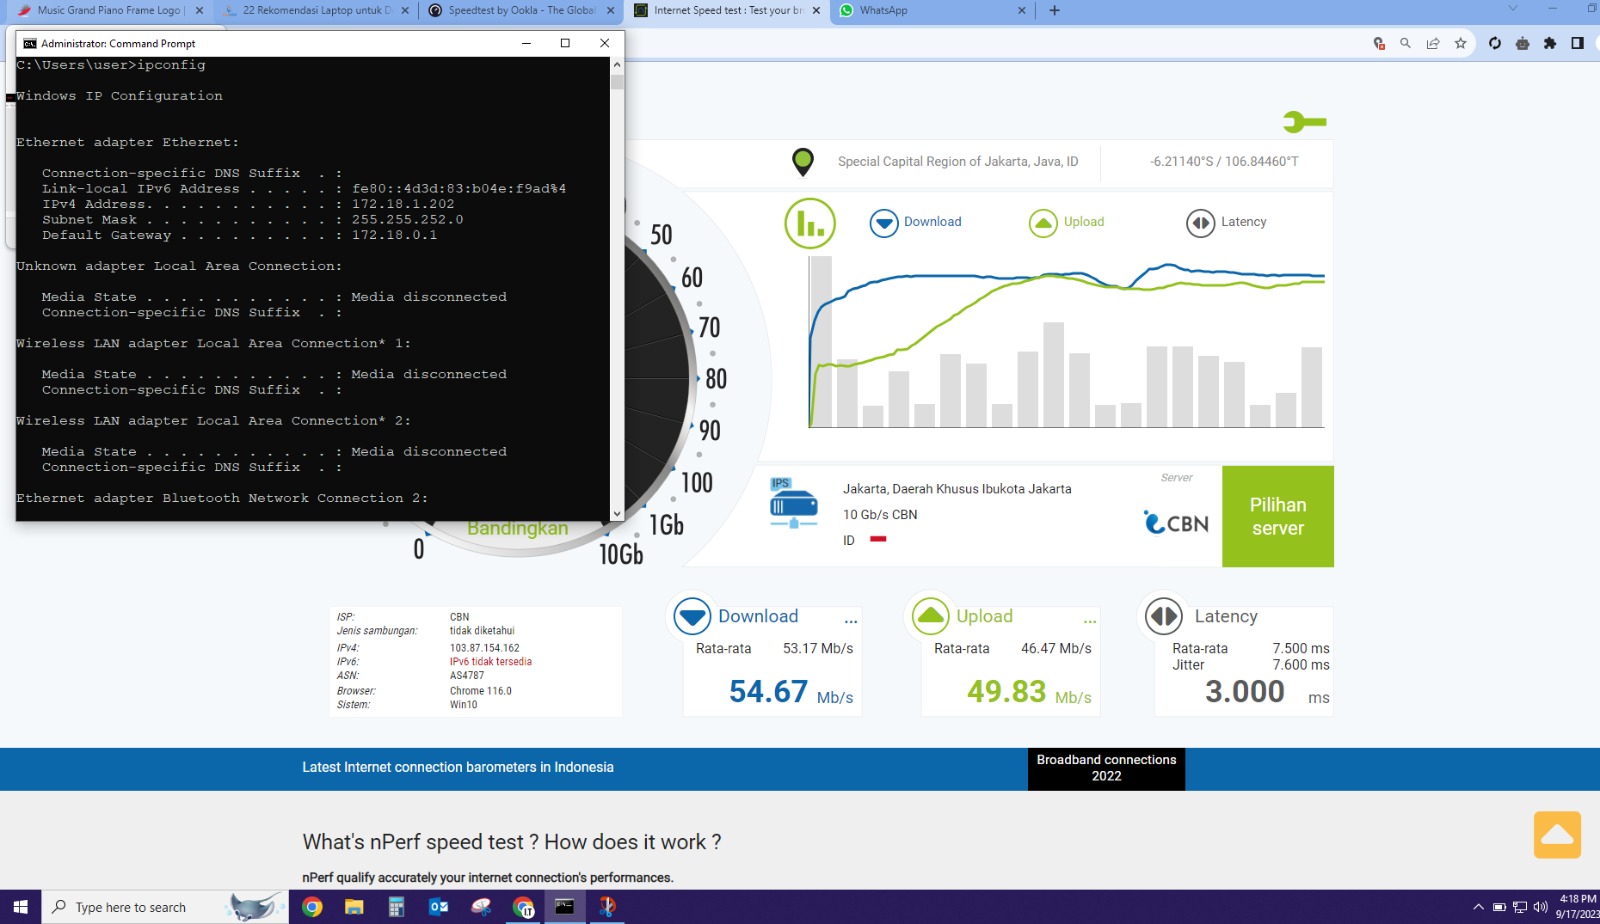 Music Grand Piano Frame Logo |
22 Rekomendasi Laptop untuk D
Speedtest by Ookla - The Global
Internet Speed test : Test your br
WhatsApp
Administrator: Command Prompt
C:\Users\user>ipconfig
Windows IP Configuration
Ethernet adapter Ethernet:
Connection-specific DNS Suffix . :
Link-local IPv6 Address . . . . . : fe80::4d3d:83:b04e:f9ad%4
IPv4 Address. . . . . . . . . . . : 172.18.1.202
Subnet Mask . . . . . . . . . . . : 255.255.252.0
Default Gateway . . . . . . . . . : 172.18.0.1
Unknown adapter Local Area Connection:
Media State . . . . . . . . . . . : Media disconnected
Connection-specific DNS Suffix . :
Wireless LAN adapter Local Area Connection* 1:
Media State . . . . . . . . . . . : Media disconnected
Connection-specific DNS Suffix . :
Wireless LAN adapter Local Area Connection* 2:
Media State . . . . . . . . . . . : Media disconnected
Connection-specific DNS Suffix . :
Ethernet adapter Bluetooth Network Connection 2:
50
60
70
80
90
100
1Gb
10Gb
0
Bandingkan
Special Capital Region of Jakarta, Java, ID
-6.21140°S / 106.84460°T
Download
Upload
Latency
IPS
Jakarta, Daerah Khusus Ibukota Jakarta
10 Gb/s CBN
ID
Server
CBN
Pilihan
server
ISP: CBN
Jenis sambungan: tidak diketahui
IPv4: 103.87.154.162
IPv6: IPv6 tidak tersedia
ASN: AS4787
Browser: Chrome 116.0
Sistem: Win10
Download ...
Rata-rata 53.17 Mb/s
54.67 Mb/s
Upload ...
Rata-rata 46.47 Mb/s
49.83 Mb/s
Latency
Rata-rata 7.500 ms
Jitter 7.600 ms
3.000 ms
Latest Internet connection barometers in Indonesia
Broadband connections
2022
What's nPerf speed test ? How does it work ?
nPerf qualify accurately your internet connection's performances.
Type here to search
IT
4:18 PM
9/17/2023